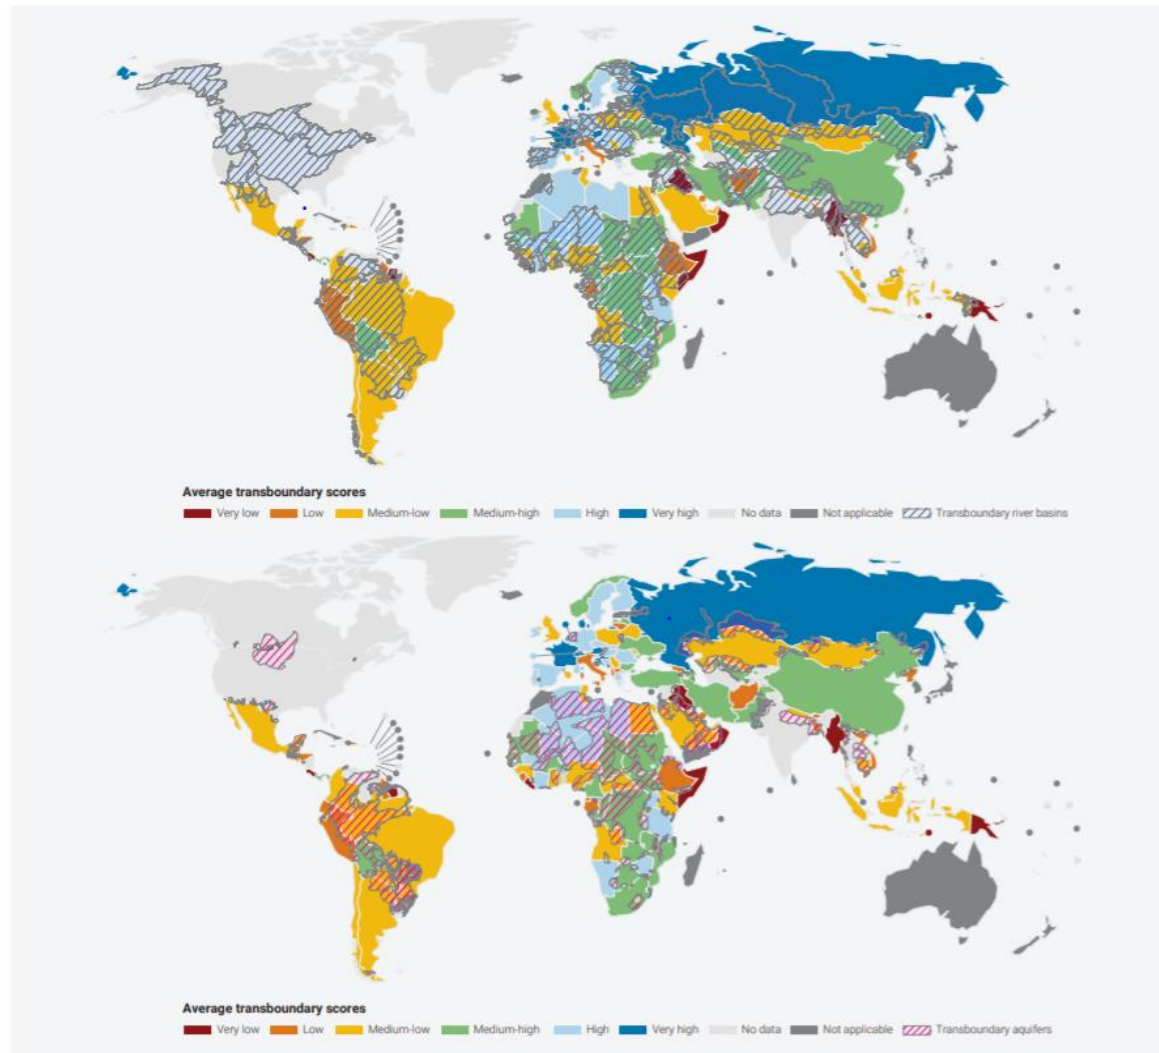 Average transboundary scores
Very low Low Medium-low Medium-high High Very high No data Not applicable Transboundary river basins
Average transboundary scores
Very low Low Medium-low Medium-high High Very high No data Not applicable Transboundary aquifers